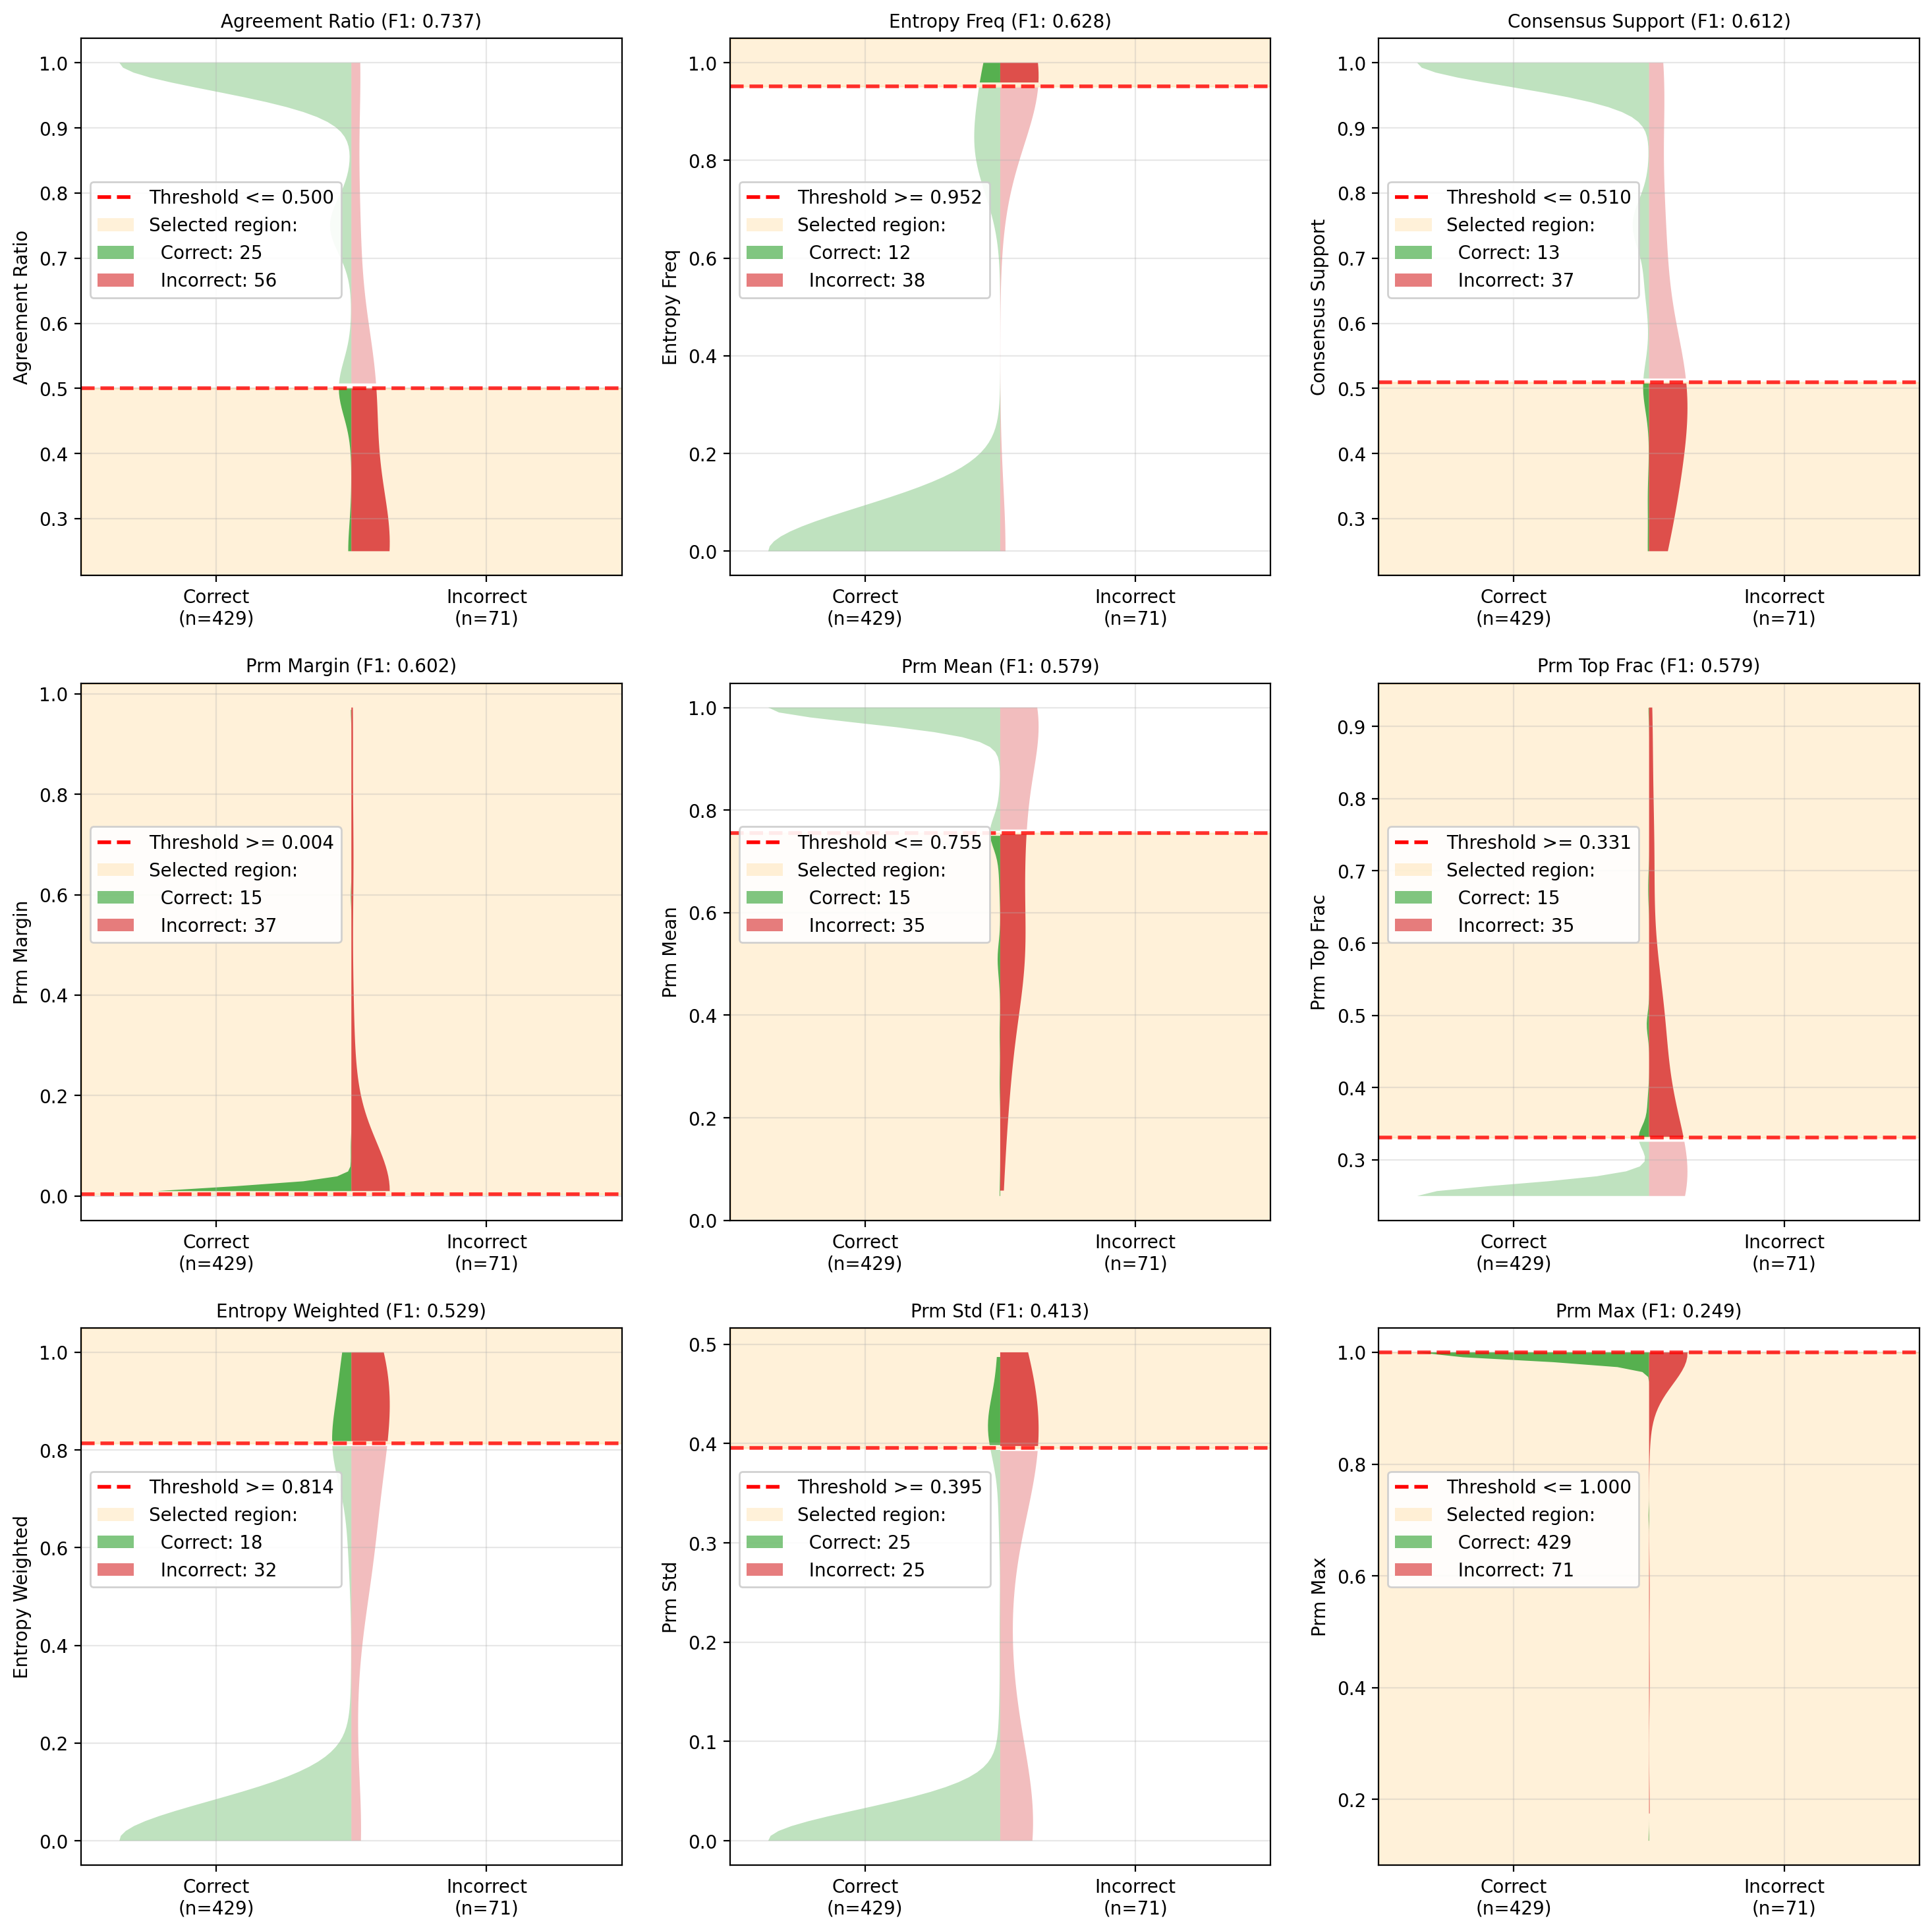 Agreement Ratio (F1: 0.737)
Agreement Ratio
1.0
0.9
0.8
0.7
0.6
0.5
0.4
0.3
Threshold <= 0.500
Selected region:
Correct: 25
Incorrect: 56
Correct
(n=429)
Incorrect
(n=71)
Entropy Freq (F1: 0.628)
Entropy Freq
1.0
0.8
0.6
0.4
0.2
0.0
Threshold >= 0.952
Selected region:
Correct: 12
Incorrect: 38
Correct
(n=429)
Incorrect
(n=71)
Consensus Support (F1: 0.612)
Consensus Support
1.0
0.9
0.8
0.7
0.6
0.5
0.4
0.3
Threshold <= 0.510
Selected region:
Correct: 13
Incorrect: 37
Correct
(n=429)
Incorrect
(n=71)
Prm Margin (F1: 0.602)
Prm Margin
1.0
0.8
0.6
0.4
0.2
0.0
Threshold >= 0.004
Selected region:
Correct: 15
Incorrect: 37
Correct
(n=429)
Incorrect
(n=71)
Prm Mean (F1: 0.579)
Prm Mean
1.0
0.8
0.6
0.4
0.2
0.0
Threshold <= 0.755
Selected region:
Correct: 15
Incorrect: 35
Correct
(n=429)
Incorrect
(n=71)
Prm Top Frac (F1: 0.579)
Prm Top Frac
0.9
0.8
0.7
0.6
0.5
0.4
0.3
Threshold >= 0.331
Selected region:
Correct: 15
Incorrect: 35
Correct
(n=429)
Incorrect
(n=71)
Entropy Weighted (F1: 0.529)
Entropy Weighted
1.0
0.8
0.6
0.4
0.2
0.0
Threshold >= 0.814
Selected region:
Correct: 18
Incorrect: 32
Correct
(n=429)
Incorrect
(n=71)
Prm Std (F1: 0.413)
Prm Std
0.5
0.4
0.3
0.2
0.1
0.0
Threshold >= 0.395
Selected region:
Correct: 25
Incorrect: 25
Correct
(n=429)
Incorrect
(n=71)
Prm Max (F1: 0.249)
Prm Max
1.0
0.8
0.6
0.4
0.2
Threshold <= 1.000
Selected region:
Correct: 429
Incorrect: 71
Correct
(n=429)
Incorrect
(n=71)